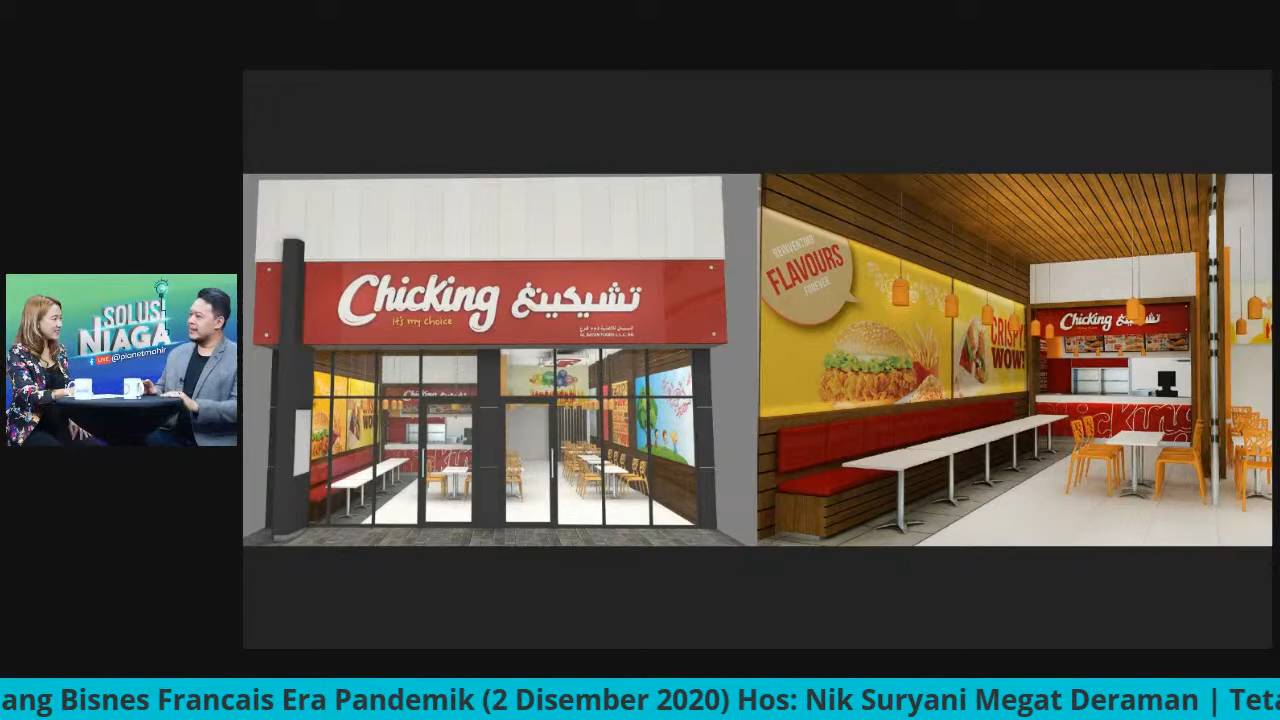 SOLUSI
NIAGA
LIVE @planetmahir
Chicking تشيكينغ
It's my choice
REINVENTING
FLAVOURS
FOREVER
CRISPY
WOW!
Chicking تشيكينغ
ang Bisnes Francais Era Pandemik (2 Disember 2020) Hos: Nik Suryani Megat Deraman | Teta